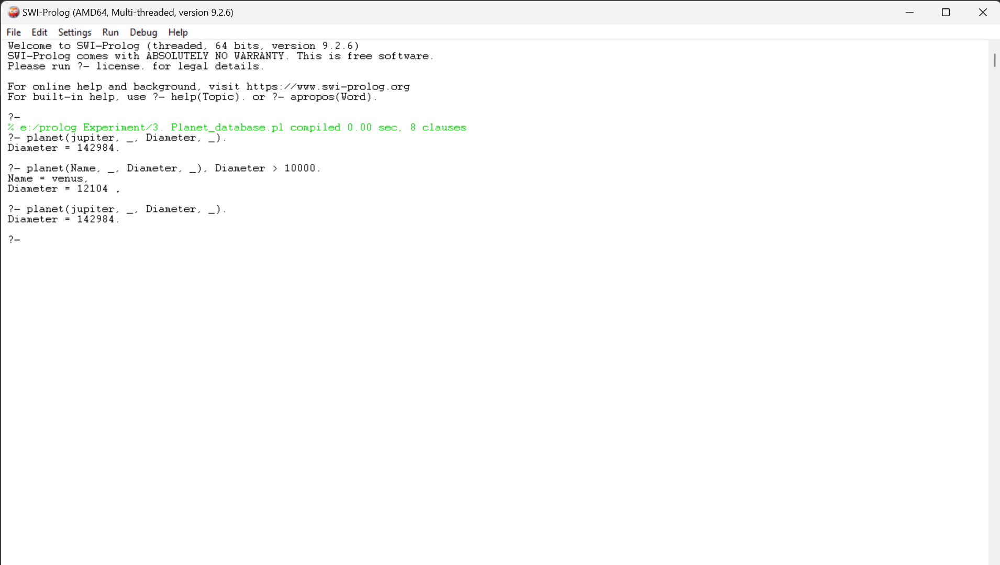 SWI-Prolog (AMD64, Multi-threaded, version 9.2.6)
File Edit Settings Run Debug Help
Welcome to SWI-Prolog (threaded, 64 bits, version 9.2.6)
SWI-Prolog comes with ABSOLUTELY NO WARRANTY. This is free software.
Please run ?- license. for legal details.
For online help and background, visit https://www.swi-prolog.org
For built-in help, use ?- help(Topic). or ?- apropos(Word).
?-
% e:/prolog Experiment/3. Planet_database.pl compiled 0.00 sec, 8 clauses
?- planet(jupiter, _, Diameter, _).
Diameter = 142984.
?- planet(Name, _, Diameter, _), Diameter > 10000.
Name = venus,
Diameter = 12104 .
?- planet(jupiter, _, Diameter, _).
Diameter = 142984.
?-